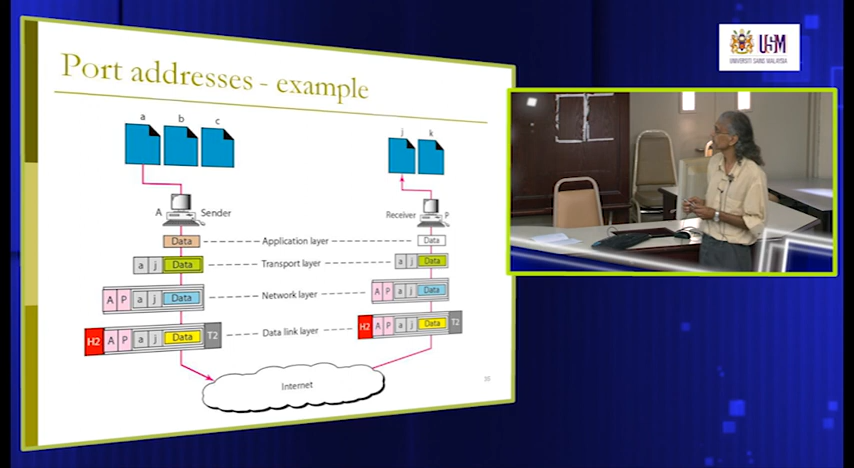 Port addresses - example
a b c
j k
A Sender
Receiver P
Data Application layer Data
a j Data Transport layer a j Data
A P a j Data Network layer A P a j Data
H2 A P a j Data T2 Data link layer H2 A P a j Data T2
Internet
35
USM
UNIVERSITI SAINS MALAYSIA